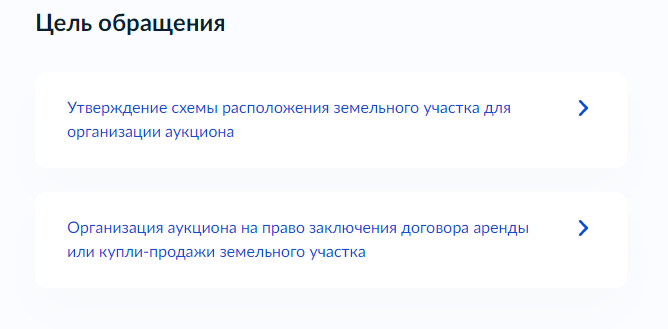 Цель обращения
Утверждение схемы расположения земельного участка для
организации аукциона
Организация аукциона на право заключения договора аренды
или купли-продажи земельного участка